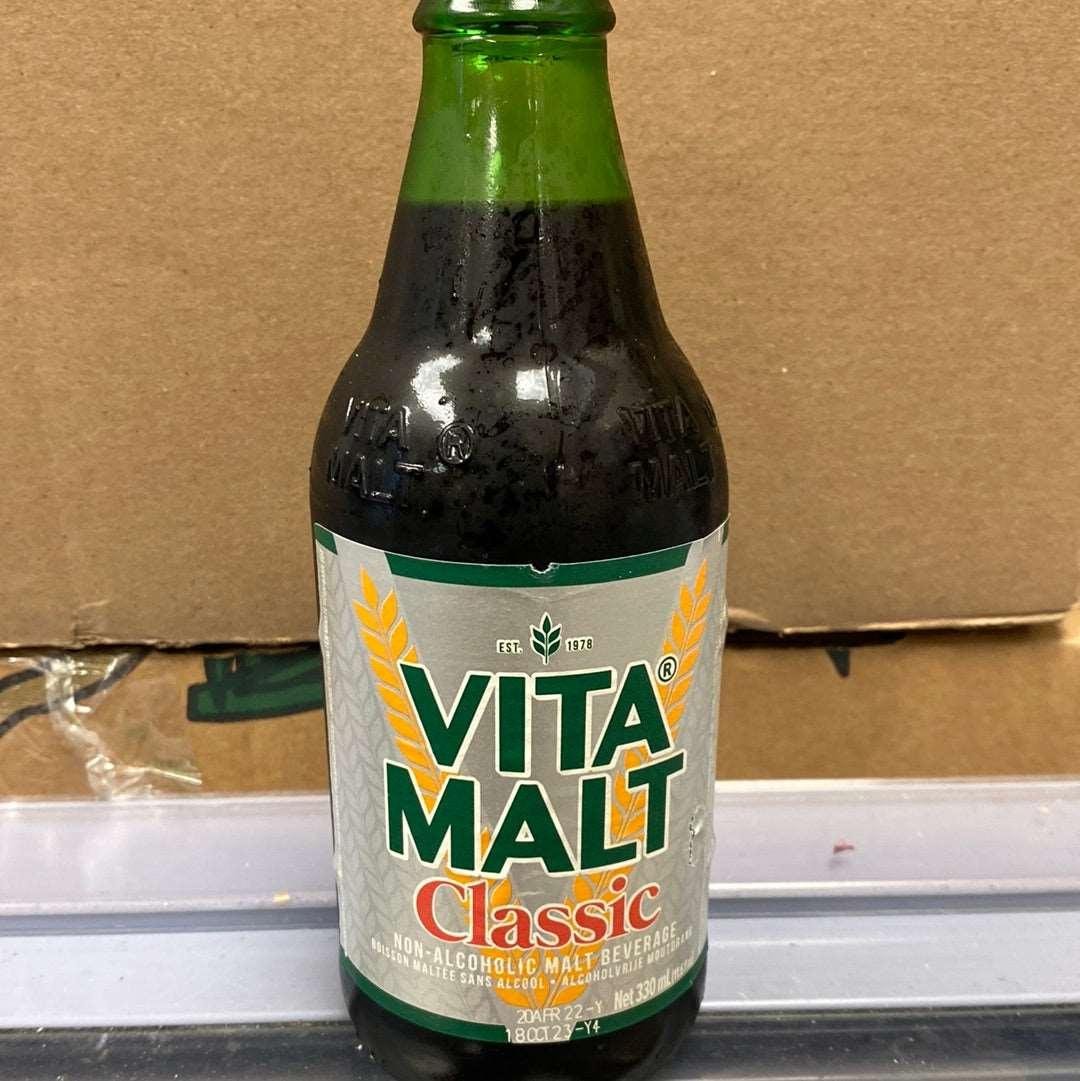 VITA
MALT ®
VITA
MALT
EST. 1978
VITA®
MALT
Classic
NON-ALCOHOLIC MALT BEVERAGE
BOISSON MALTÉE SANS ALCOOL • ALCOHOLVRIJE MOUTDRANK
Net 330 mL
20APR 22-Y
18OCT23-Y4